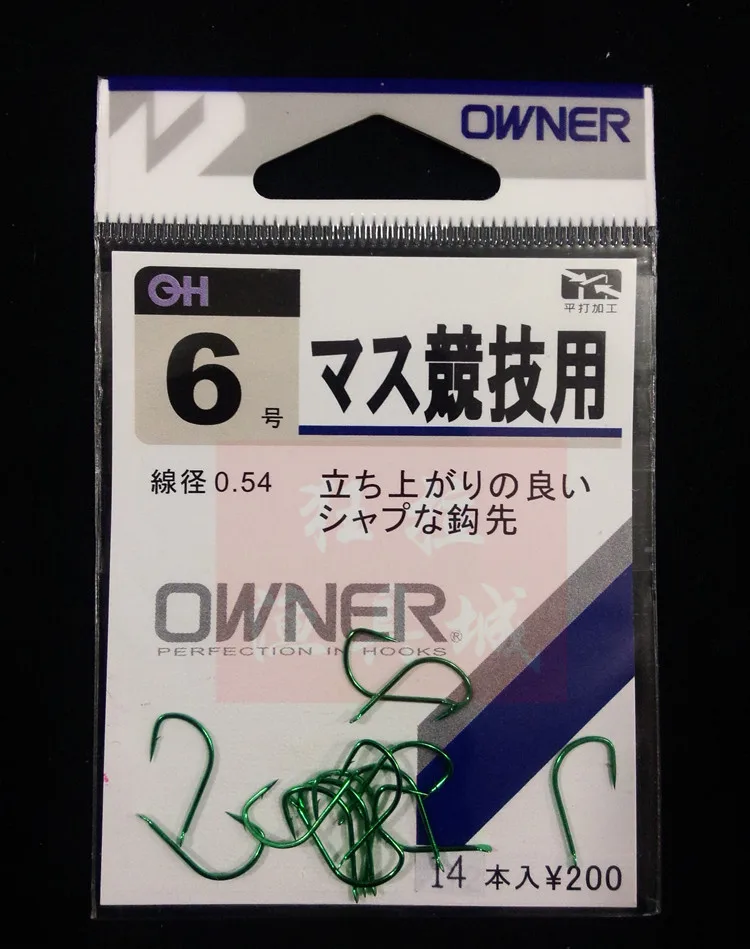 OWNER
OH
6号
平打加工
マス競技用
線径0.54
立ち上がりの良い
シャプな鈎先
OWNER®
PERFECTION IN HOOKS
14 本入¥200